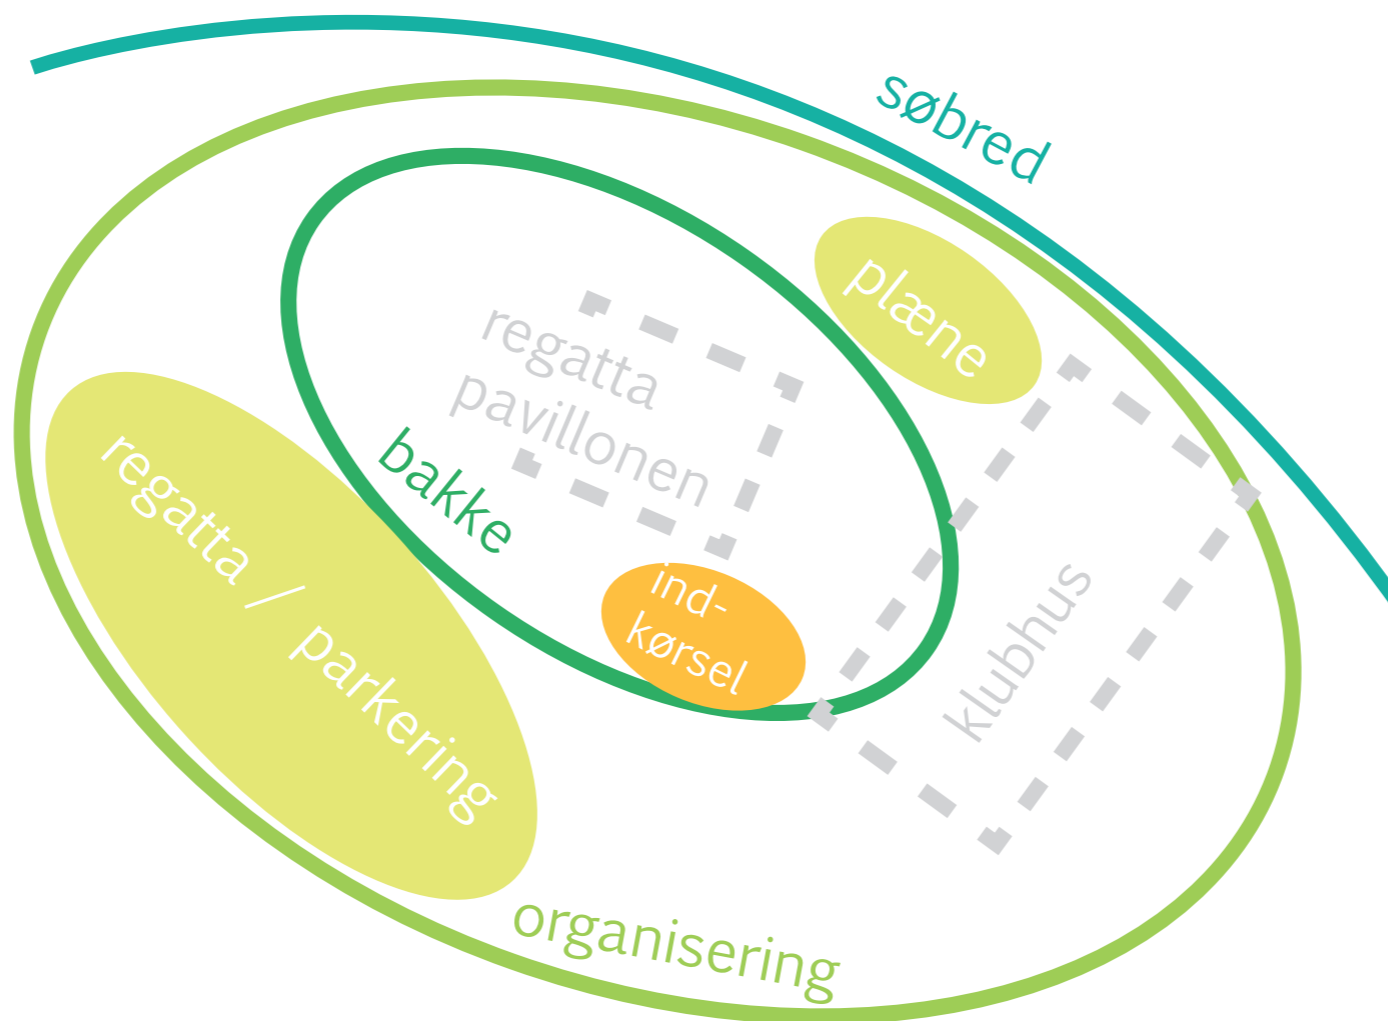 søbred
plæne
regatta
pavillonen
bakke
regatta / parkering
ind-
kørsel
klubhus
organisering